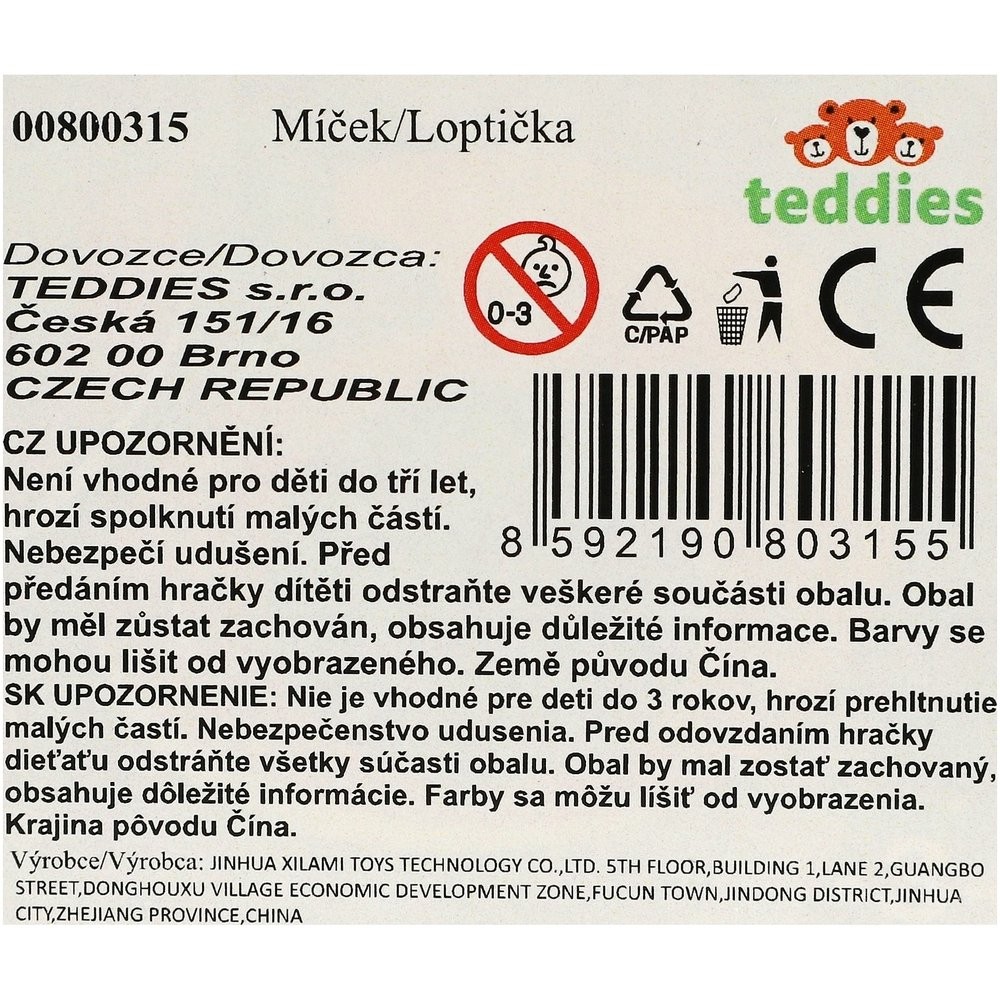 00800315 Míček/Loptička
teddies
Dovozce/Dovozca:
TEDDIES s.r.o.
Česká 151/16
602 00 Brno
CZECH REPUBLIC
0-3
C/PAP
CE
8 592190 803155
CZ UPOZORNĚNÍ:
Není vhodné pro děti do tří let,
hrozí spolknutí malých částí.
Nebezpečí udušení. Před
předáním hračky dítěti odstraňte veškeré součásti obalu. Obal
by měl zůstat zachován, obsahuje důležité informace. Barvy se
mohou lišit od vyobrazeného. Země původu Čína.
SK UPOZORNENIE: Nie je vhodné pre deti do 3 rokov, hrozí prehltnutie
malých častí. Nebezpečenstvo udusenia. Pred odovzdaním hračky
dieťaťu odstráňte všetky súčasti obalu. Obal by mal zostať zachovaný,
obsahuje dôležité informácie. Farby sa môžu líšiť od vyobrazenia.
Krajina pôvodu Čína.
Výrobce/Výrobca: JINHUA XILAMI TOYS TECHNOLOGY CO.,LTD. 5TH FLOOR,BUILDING 1,LANE 2,GUANGBO
STREET,DONGHOUXU VILLAGE ECONOMIC DEVELOPMENT ZONE,FUCUN TOWN,JINDONG DISTRICT,JINHUA
CITY,ZHEJIANG PROVINCE,CHINA